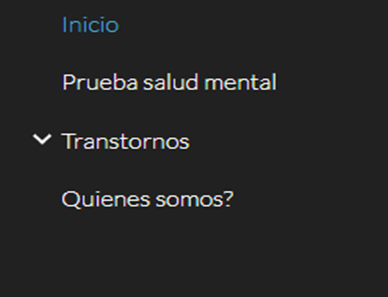 Inicio
Prueba salud mental
Transtornos
Quienes somos?